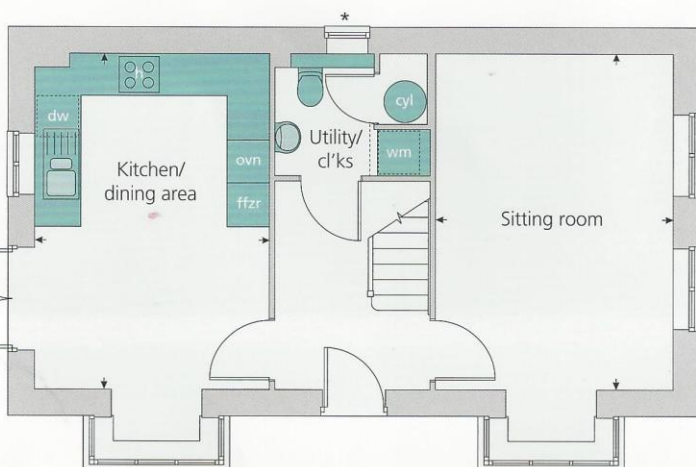 *
h
dw
cyl
Utility/
cl'ks
wm
Kitchen/
dining area
ovn
ffzr
Sitting room